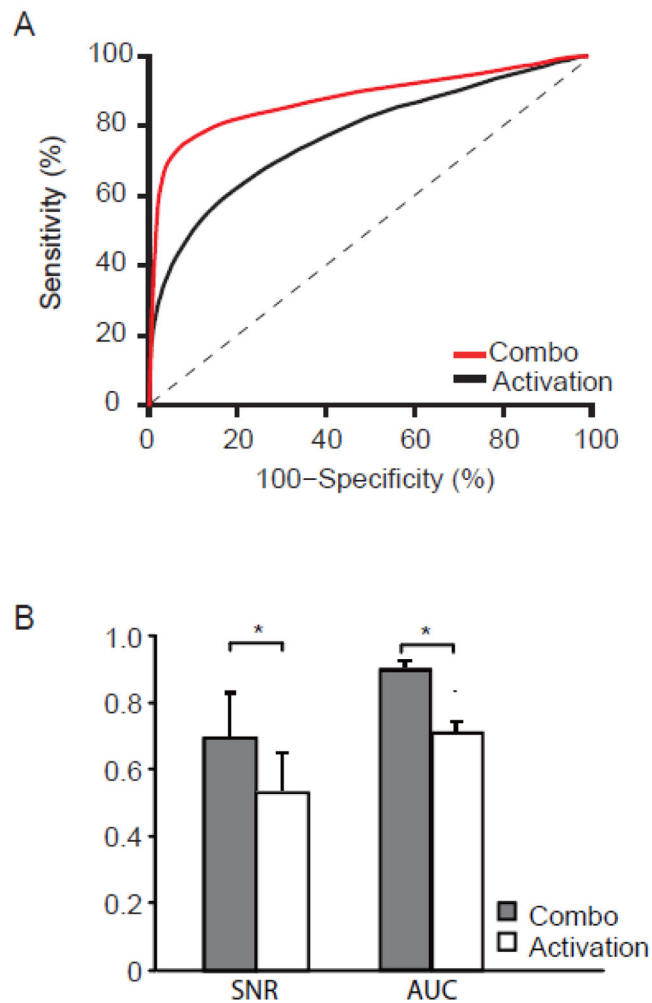 A
100
80
60
40
20
0
Sensitivity (%)
Combo
Activation
0 20 40 60 80 100
100−Specificity (%)
B
1.0
0.8
0.6
0.4
0.2
0
* *
Combo
Activation
SNR AUC